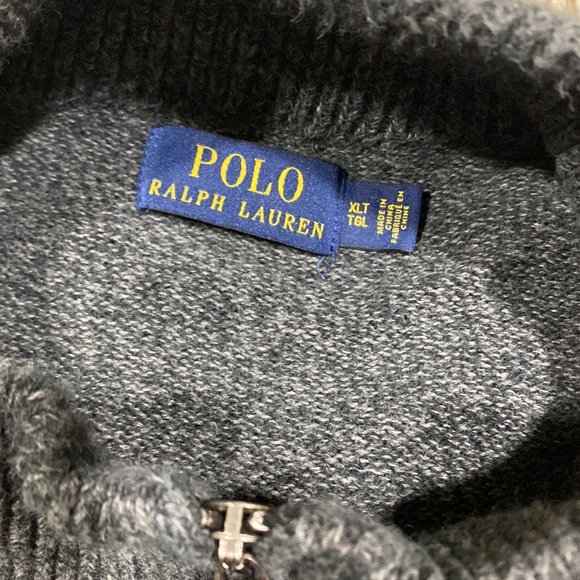 POLO
RALPH LAUREN
XLT
TGL
MADE IN
CHINA
FABRIQUÉ EN
CHINE